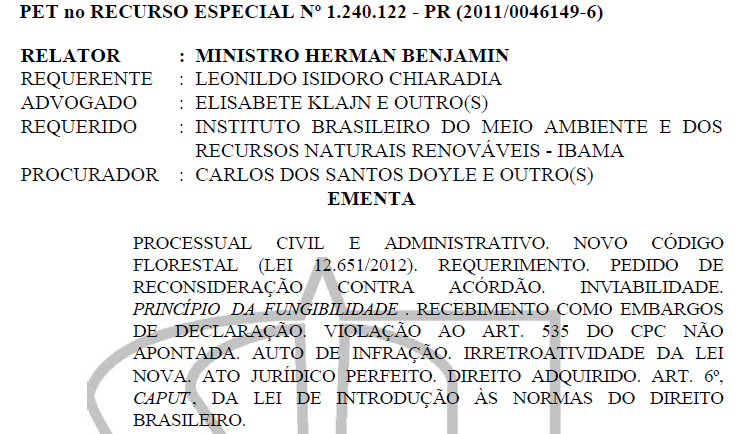 PET no RECURSO ESPECIAL Nº 1.240.122 - PR (2011/0046149-6)
RELATOR : MINISTRO HERMAN BENJAMIN
REQUERENTE : LEONILDO ISIDORO CHIARADIA
ADVOGADO : ELISABETE KLAJN E OUTRO(S)
REQUERIDO : INSTITUTO BRASILEIRO DO MEIO AMBIENTE E DOS
RECURSOS NATURAIS RENOVÁVEIS - IBAMA
PROCURADOR : CARLOS DOS SANTOS DOYLE E OUTRO(S)
EMENTA
PROCESSUAL CIVIL E ADMINISTRATIVO. NOVO CÓDIGO
FLORESTAL (LEI 12.651/2012). REQUERIMENTO. PEDIDO DE
RECONSIDERAÇÃO CONTRA ACÓRDÃO. INVIABILIDADE.
PRINCÍPIO DA FUNGIBILIDADE. RECEBIMENTO COMO EMBARGOS
DE DECLARAÇÃO. VIOLAÇÃO AO ART. 535 DO CPC NÃO
APONTADA. AUTO DE INFRAÇÃO. IRRETROATIVIDADE DA LEI
NOVA. ATO JURÍDICO PERFEITO. DIREITO ADQUIRIDO. ART. 6º,
CAPUT, DA LEI DE INTRODUÇÃO ÀS NORMAS DO DIREITO
BRASILEIRO.